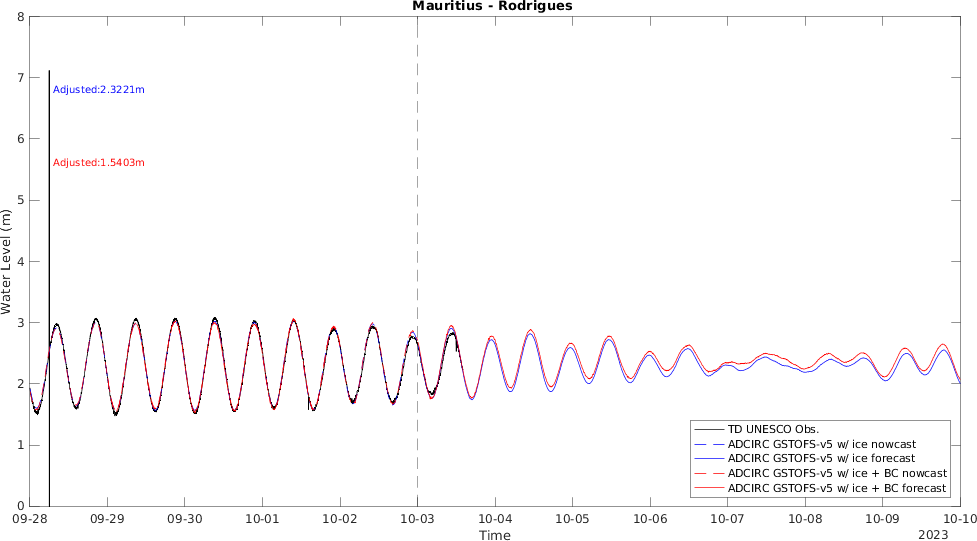 Mauritius - Rodrigues
8
7
6
5
4
3
2
1
0
Water Level (m)
Adjusted:2.3221m
Adjusted:1.5403m
TD UNESCO Obs.
ADCIRC GSTOFS-v5 w/ ice nowcast
ADCIRC GSTOFS-v5 w/ ice forecast
ADCIRC GSTOFS-v5 w/ ice + BC nowcast
ADCIRC GSTOFS-v5 w/ ice + BC forecast
09-28 09-29 09-30 10-01 10-02 10-03 10-04 10-05 10-06 10-07 10-08 10-09 10-10
Time
2023